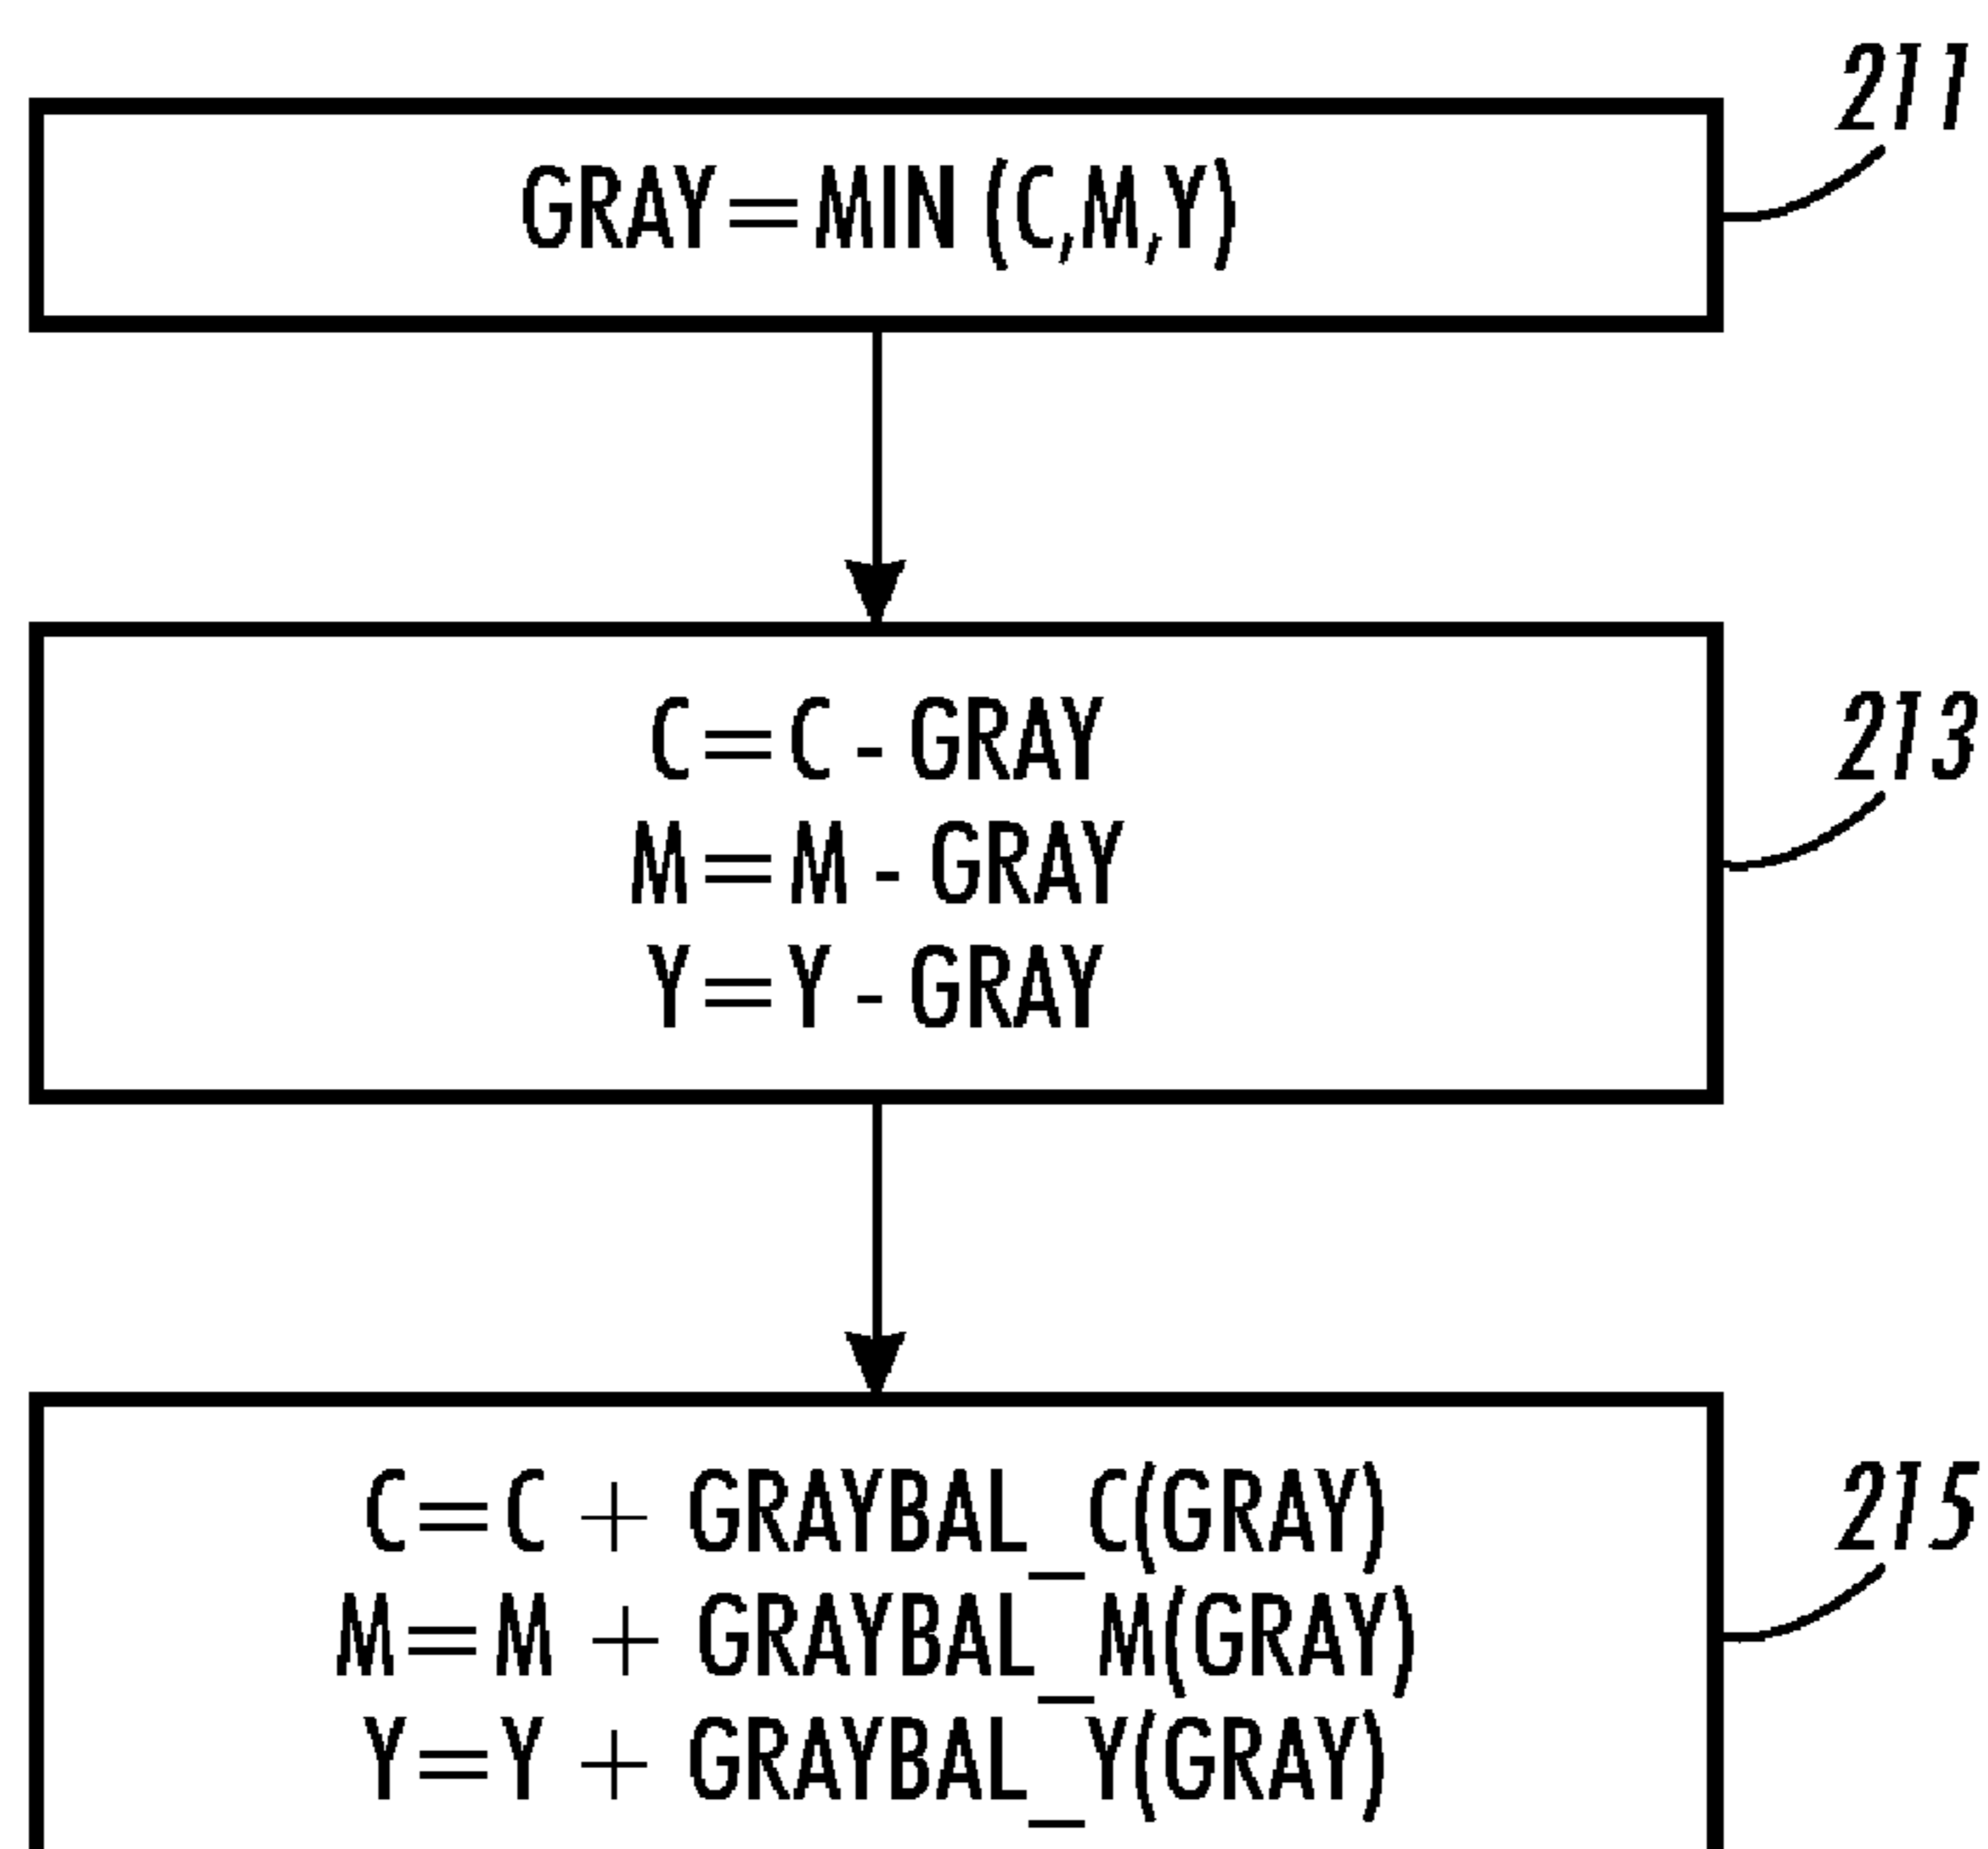 211
GRAY=MIN (C,M,Y)
213
C=C - GRAY
M=M - GRAY
Y=Y - GRAY
215
C=C + GRAYBAL_C(GRAY)
M=M + GRAYBAL_M(GRAY)
Y=Y + GRAYBAL_Y(GRAY)